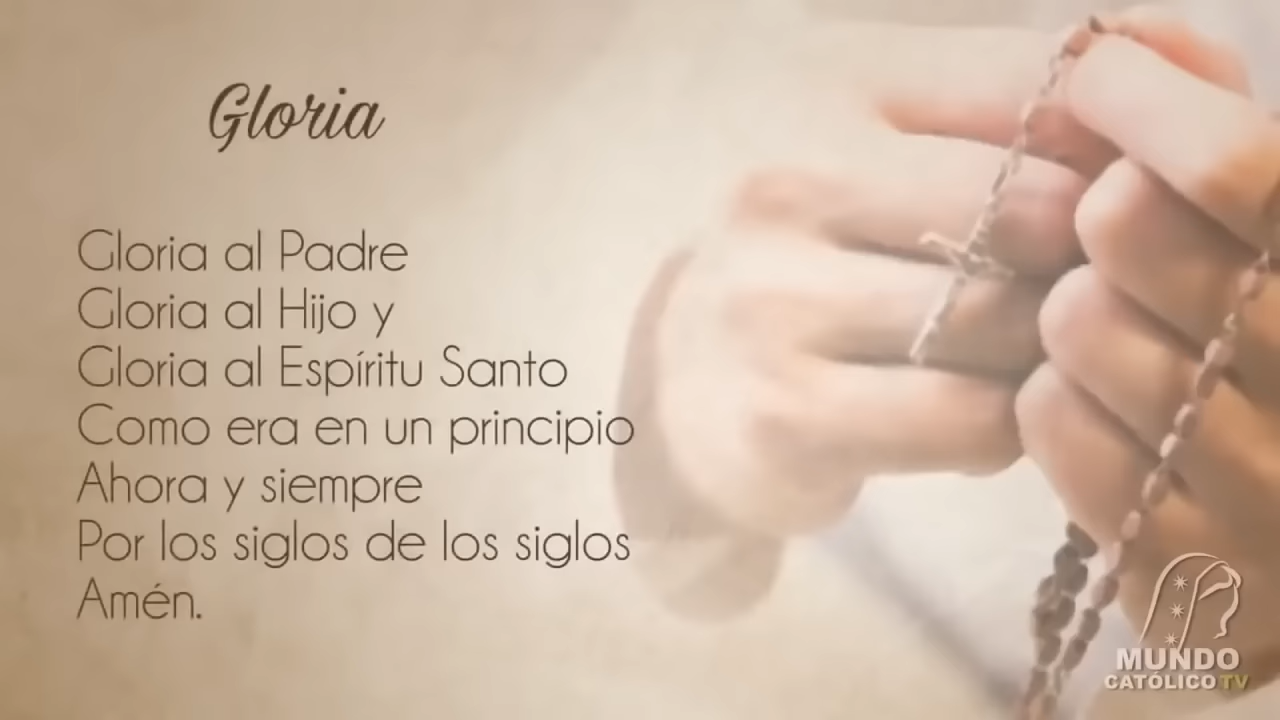 Gloria
Gloria al Padre
Gloria al Hijo y
Gloria al Espíritu Santo
Como era en un principio
Ahora y siempre
Por los siglos de los siglos
Amén.
MUNDO
CATÓLICO TV